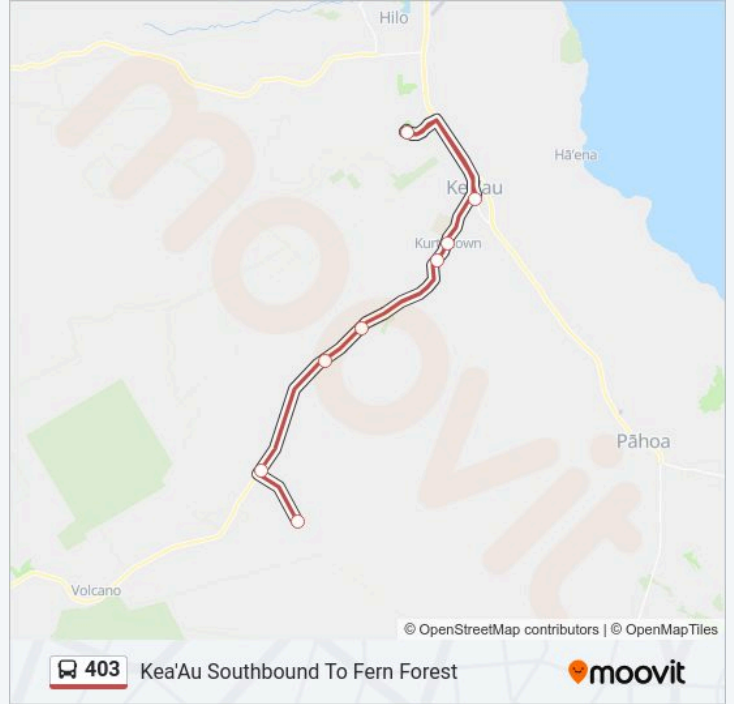 Hilo
Hā'ena
Kea'au
Kurtistown
Pāhoa
Volcano
moovit
© OpenStreetMap contributors | © OpenMapTiles
403 Kea'Au Southbound To Fern Forest
moovit